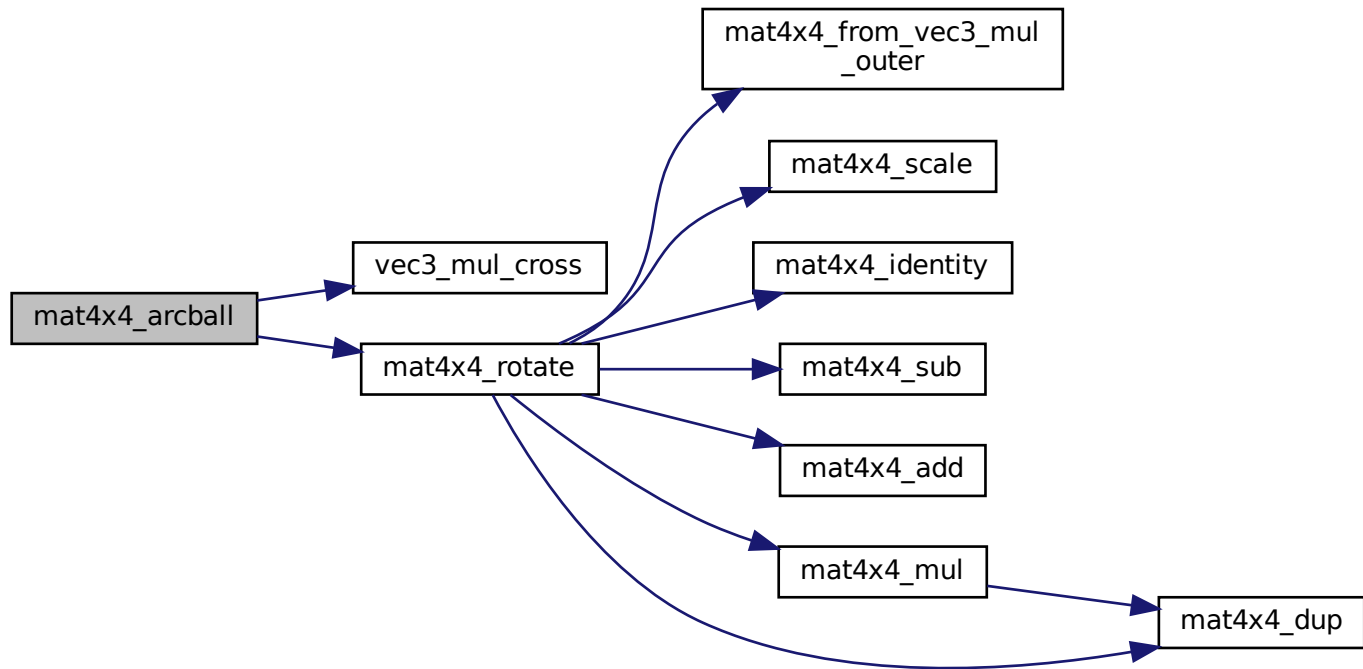 mat4x4_from_vec3_mul
_outer
mat4x4_scale
vec3_mul_cross
mat4x4_identity
mat4x4_arcball
mat4x4_rotate
mat4x4_sub
mat4x4_add
mat4x4_mul
mat4x4_dup